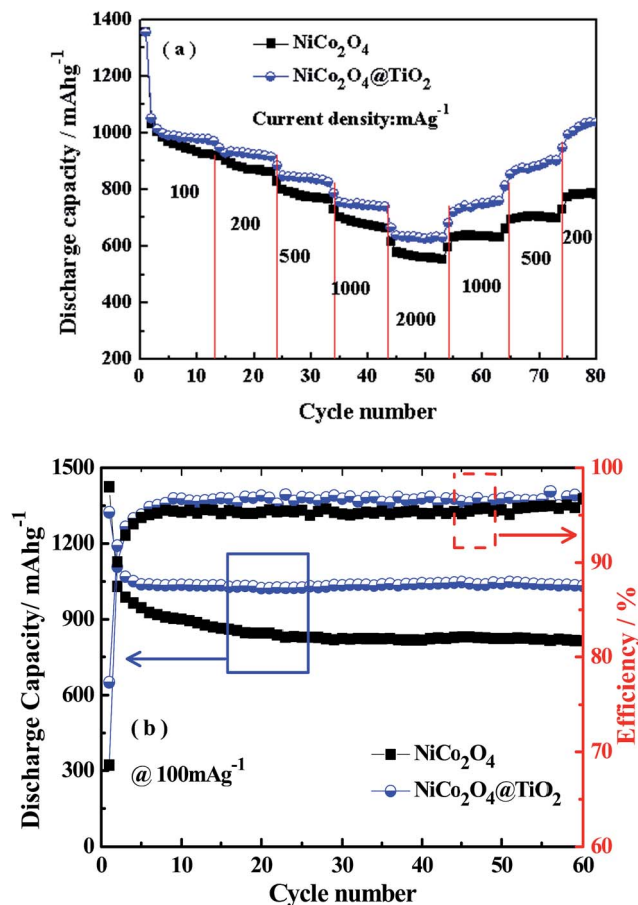 ( a )
NiCo₂O₄
NiCo₂O₄@TiO₂
Current density:mAg⁻¹
Discharge capacity / mAhg⁻¹
1400
1200
1000
800
600
400
200
100
200
500
1000
2000
1000
500
200
0 10 20 30 40 50 60 70 80
Cycle number
Discharge Capacity/ mAhg⁻¹
1500
1200
900
600
300
0
100
90
80
70
60
Efficiency / %
( b )
@ 100mAg⁻¹
NiCo₂O₄
NiCo₂O₄@TiO₂
0 10 20 30 40 50 60
Cycle number